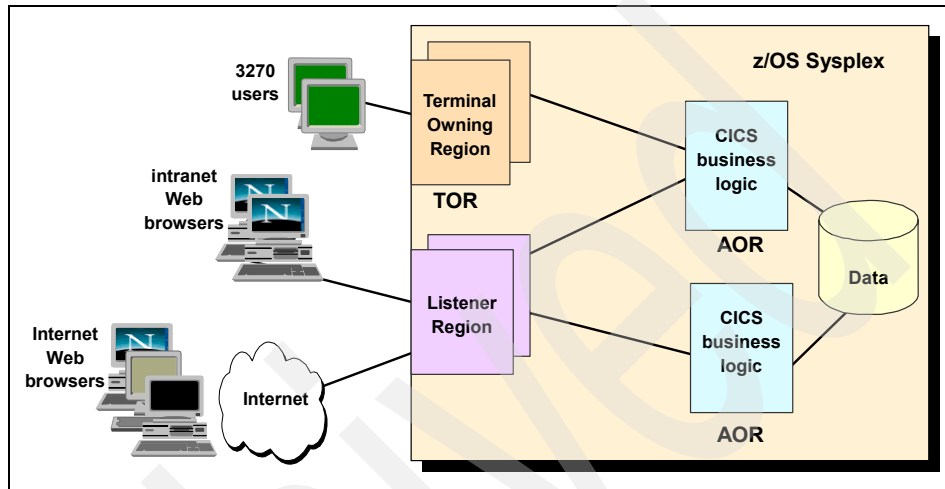 z/OS Sysplex
3270
users
Terminal
Owning
Region
TOR
CICS
business
logic
AOR
intranet
Web
browsers
N
N
Listener
Region
Data
Internet
Web
browsers
N
Internet
CICS
business
logic
AOR